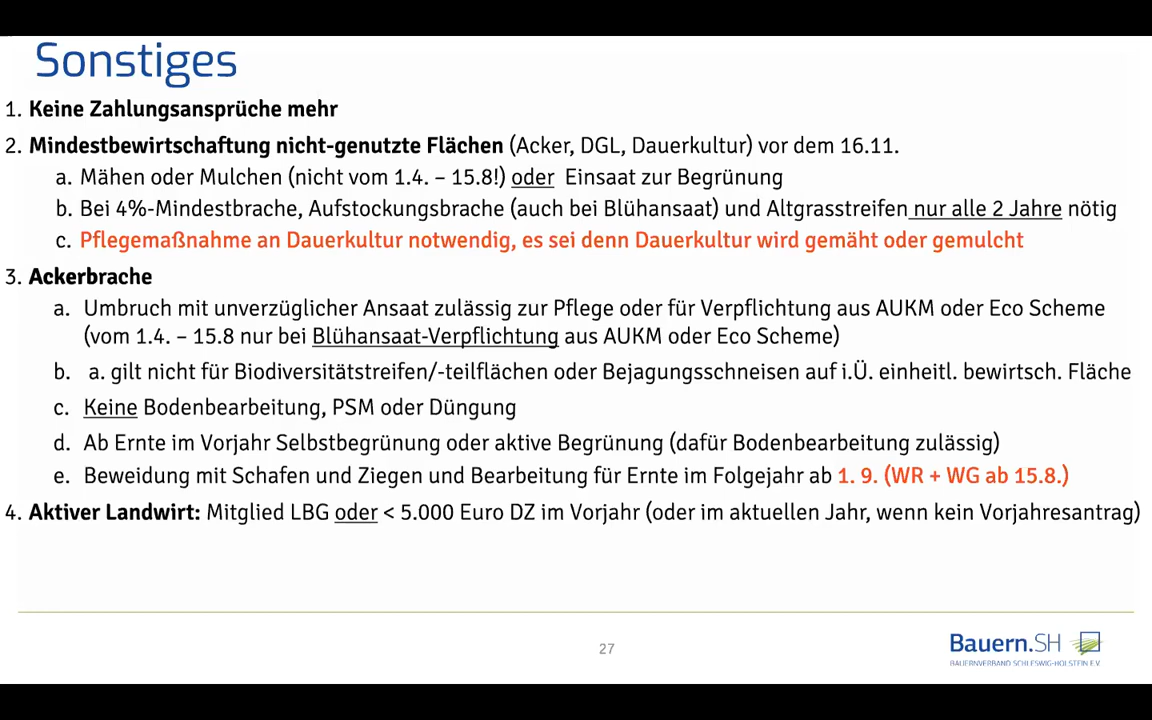 Sonstiges
1. Keine Zahlungsansprüche mehr
2. Mindestbewirtschaftung nicht-genutzte Flächen (Acker, DGL, Dauerkultur) vor dem 16.11.
a. Mähen oder Mulchen (nicht vom 1.4. – 15.8!) oder Einsaat zur Begrünung
b. Bei 4%-Mindestbrache, Aufstockungsbrache (auch bei Blühansaat) und Altgrasstreifen nur alle 2 Jahre nötig
c. Pflegemaßnahme an Dauerkultur notwendig, es sei denn Dauerkultur wird gemäht oder gemulcht
3. Ackerbrache
a. Umbruch mit unverzüglicher Ansaat zulässig zur Pflege oder für Verpflichtung aus AUKM oder Eco Scheme
(vom 1.4. – 15.8 nur bei Blühansaat-Verpflichtung aus AUKM oder Eco Scheme)
b. a. gilt nicht für Biodiversitätstreifen/-teilflächen oder Bejagungsschneisen auf i.Ü. einheitl. bewirtsch. Fläche
c. Keine Bodenbearbeitung, PSM oder Düngung
d. Ab Ernte im Vorjahr Selbstbegrünung oder aktive Begrünung (dafür Bodenbearbeitung zulässig)
e. Beweidung mit Schafen und Ziegen und Bearbeitung für Ernte im Folgejahr ab 1. 9. (WR + WG ab 15.8.)
4. Aktiver Landwirt: Mitglied LBG oder < 5.000 Euro DZ im Vorjahr (oder im aktuellen Jahr, wenn kein Vorjahresantrag)
27
Bauern.SH
BAUERNVERBAND SCHLESWIG-HOLSTEIN E.V.